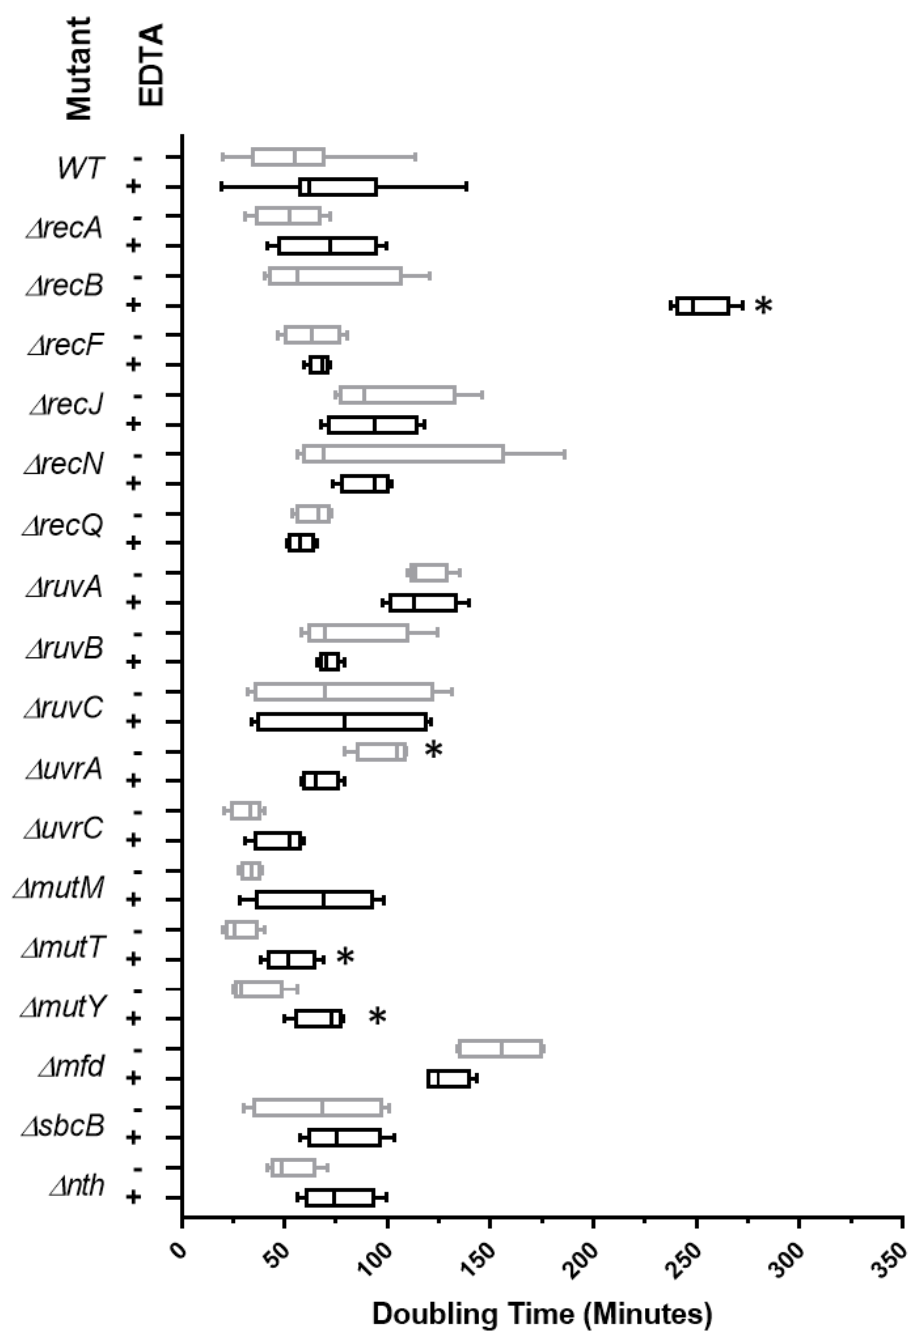 Mutant EDTA
WT -
+
ΔrecA -
+
ΔrecB -
+ *
ΔrecF -
+
ΔrecJ -
+
ΔrecN -
+
ΔrecQ -
+
ΔruvA -
+
ΔruvB -
+
ΔruvC -
+
ΔuvrA - *
+
ΔuvrC -
+
ΔmutM -
+
ΔmutT -
+ *
ΔmutY -
+ *
Δmfd -
+
ΔsbcB -
+
Δnth -
+
0 50 100 150 200 250 300 350
Doubling Time (Minutes)